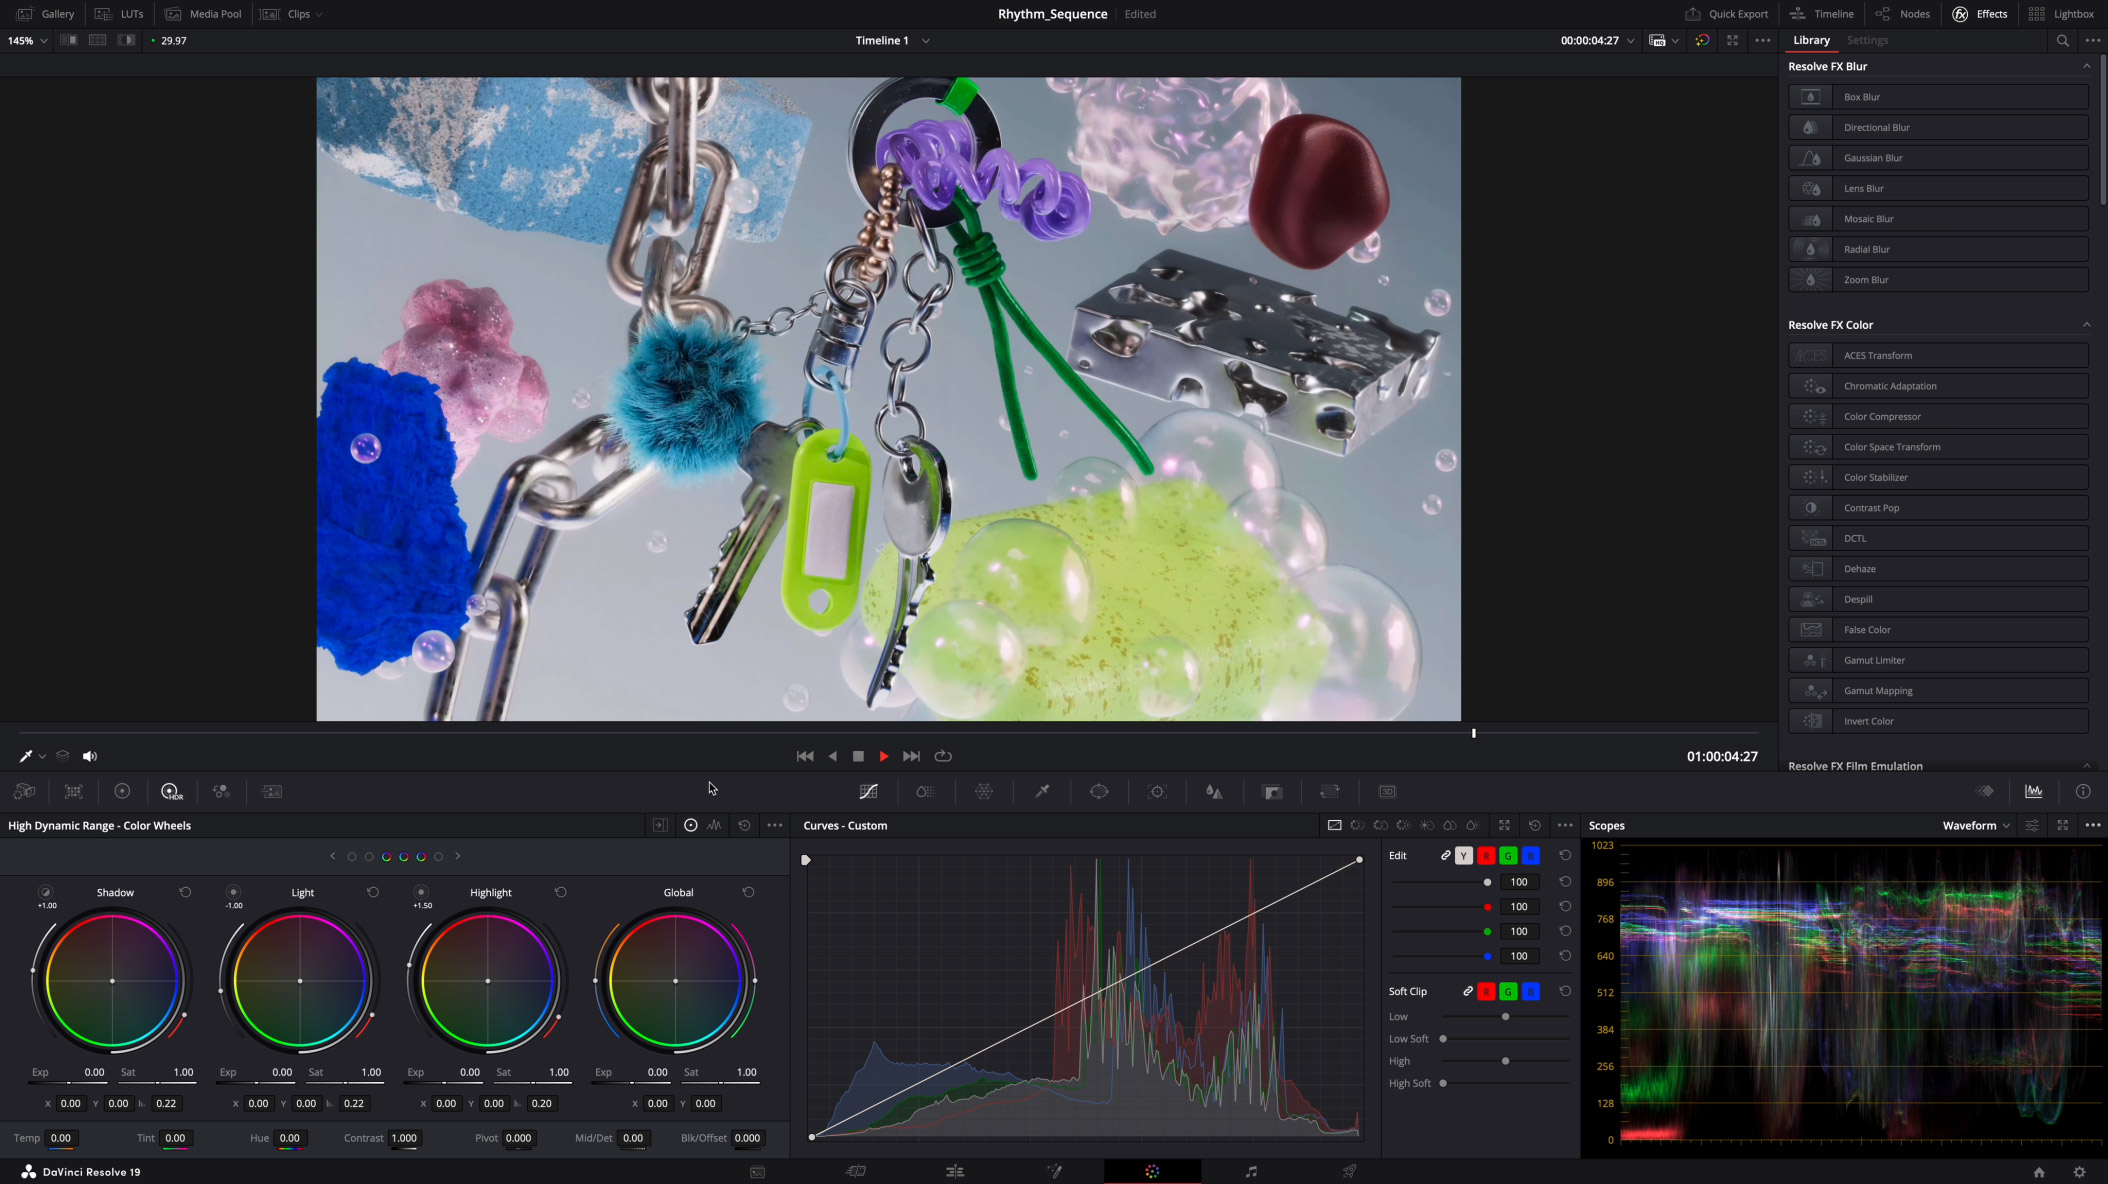 Gallery LUTs Media Pool Clips Rhythm_Sequence Edited Quick Export Timeline Nodes Effects Lightbox
145% 29.97 Timeline 1 00:00:04:27 Library Settings
Resolve FX Blur
Box Blur
Directional Blur
Gaussian Blur
Lens Blur
Mosaic Blur
Radial Blur
Zoom Blur
Resolve FX Color
ACES Transform
Chromatic Adaptation
Color Compressor
Color Space Transform
Color Stabilizer
Contrast Pop
DCTL
Dehaze
Despill
False Color
Gamut Limiter
Gamut Mapping
Invert Color
Resolve FX Film Emulation
01:00:04:27
HDR 3D
High Dynamic Range - Color Wheels
Shadow Light Highlight Global
+1.00 -1.00 +1.50
Exp 0.00 Sat 1.00 Exp 0.00 Sat 1.00 Exp 0.00 Sat 1.00 Exp 0.00 Sat 1.00
X 0.00 Y 0.00 0.22 X 0.00 Y 0.00 0.22 X 0.00 Y 0.00 0.20 X 0.00 Y 0.00
Temp 0.00 Tint 0.00 Hue 0.00 Contrast 1.000 Pivot 0.000 Mid/Det 0.00 Blk/Offset 0.000
Curves - Custom
Edit Y R G B
100
100
100
100
Soft Clip R G B
Low
Low Soft
High
High Soft
Scopes Waveform
1023
896
768
640
512
384
256
128
0
DaVinci Resolve 19